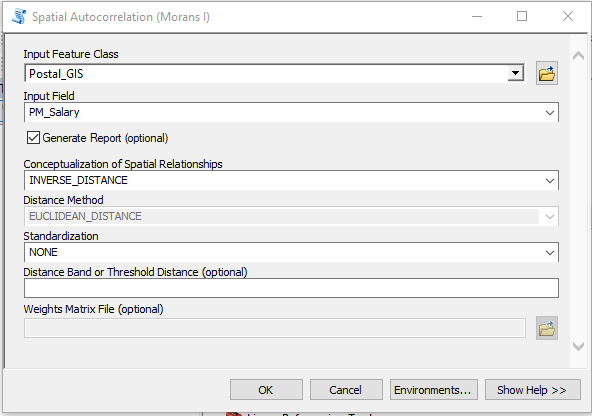 Spatial Autocorrelation (Morans I)
Input Feature Class
Postal_GIS
Input Field
PM_Salary
Generate Report (optional)
Conceptualization of Spatial Relationships
INVERSE_DISTANCE
Distance Method
EUCLIDEAN_DISTANCE
Standardization
NONE
Distance Band or Threshold Distance (optional)
Weights Matrix File (optional)
OK Cancel Environments... Show Help >>